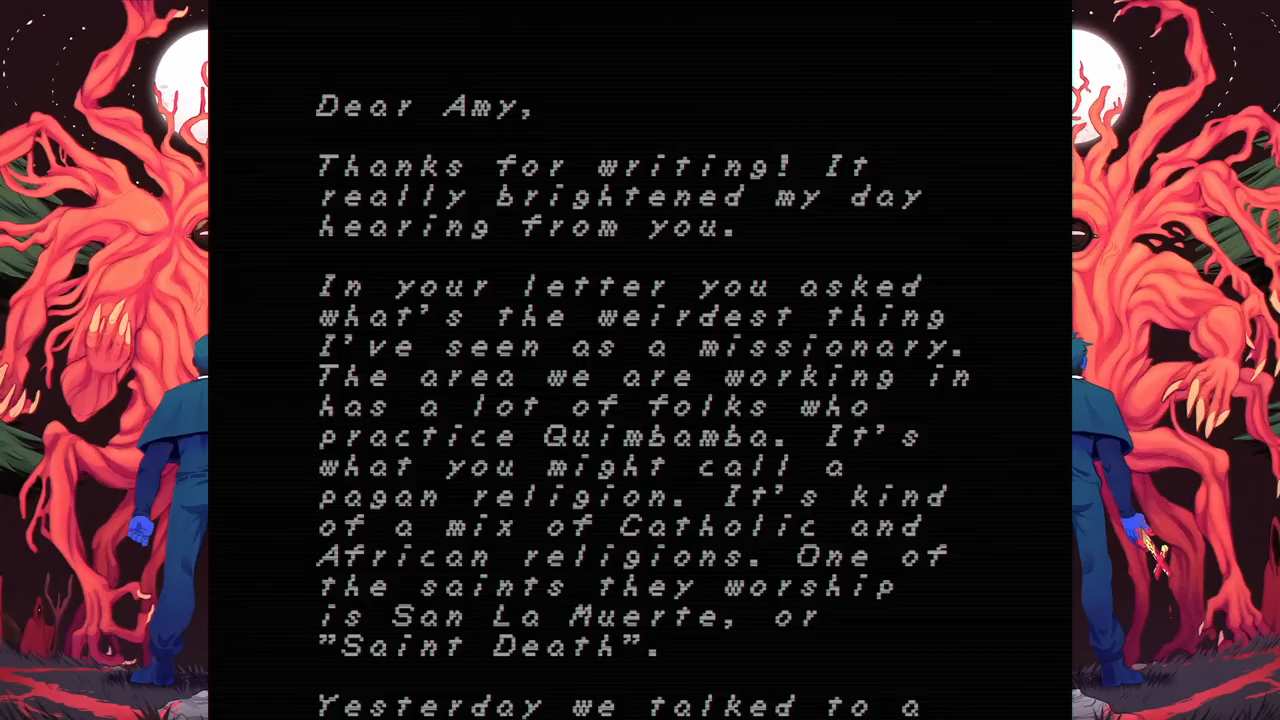 Dear Amy,
Thanks for writing! It
really brightened my day
hearing from you.
In your letter you asked
what's the weirdest thing
I've seen as a missionary.
The area we are working in
has a lot of folks who
practice Quimbamba. It's
what you might call a
pagan religion. It's kind
of a mix of Catholic and
African religions. One of
the saints they worship
is San La Muerte, or
"Saint Death".
Yesterday we talked to a